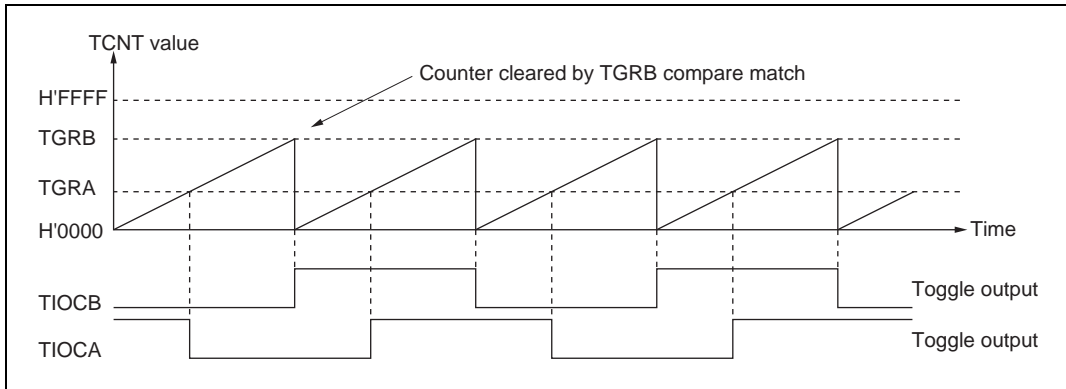 TCNT value
Counter cleared by TGRB compare match
H'FFFF
TGRB
TGRA
H'0000
Time
TIOCB
Toggle output
TIOCA
Toggle output